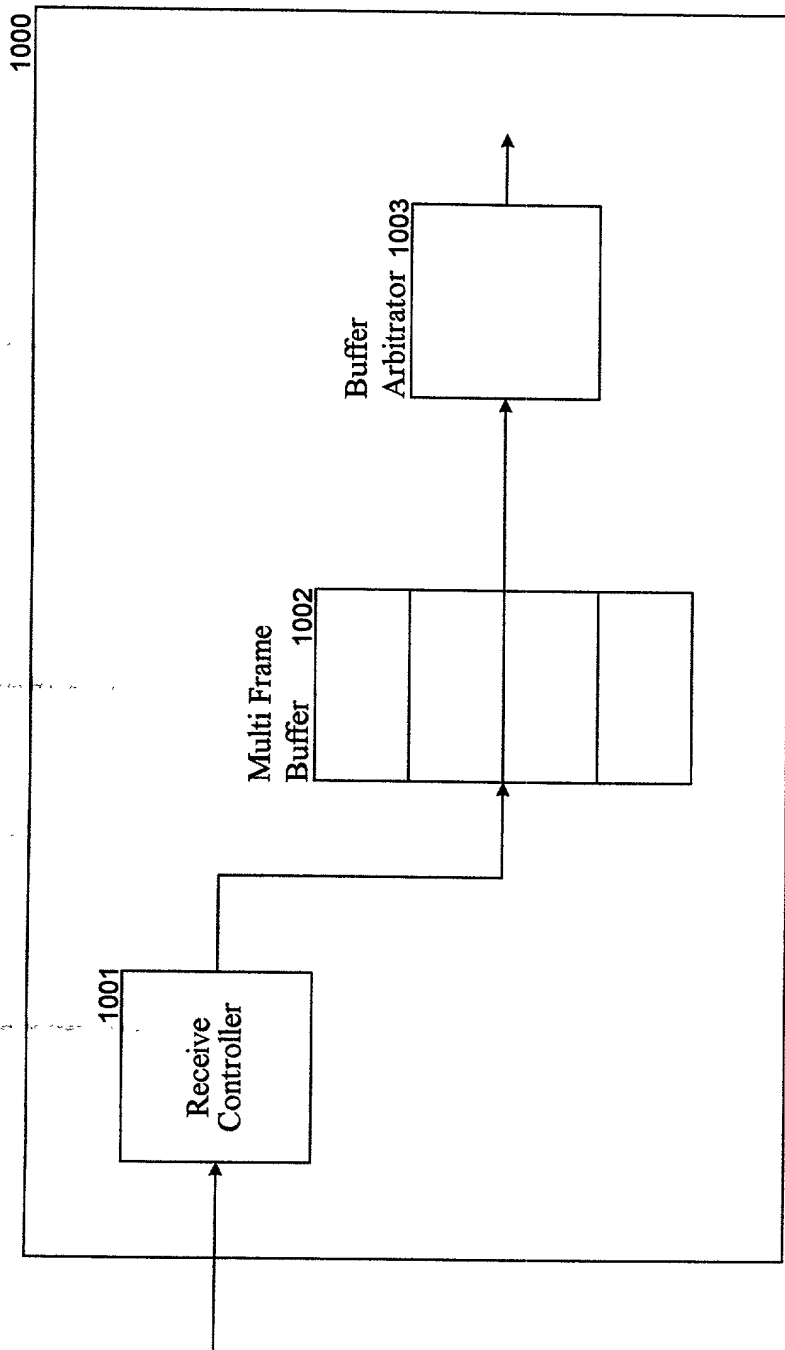 1000
1001
Receive
Controller
Multi Frame
Buffer 1002
Buffer
Arbitrator 1003